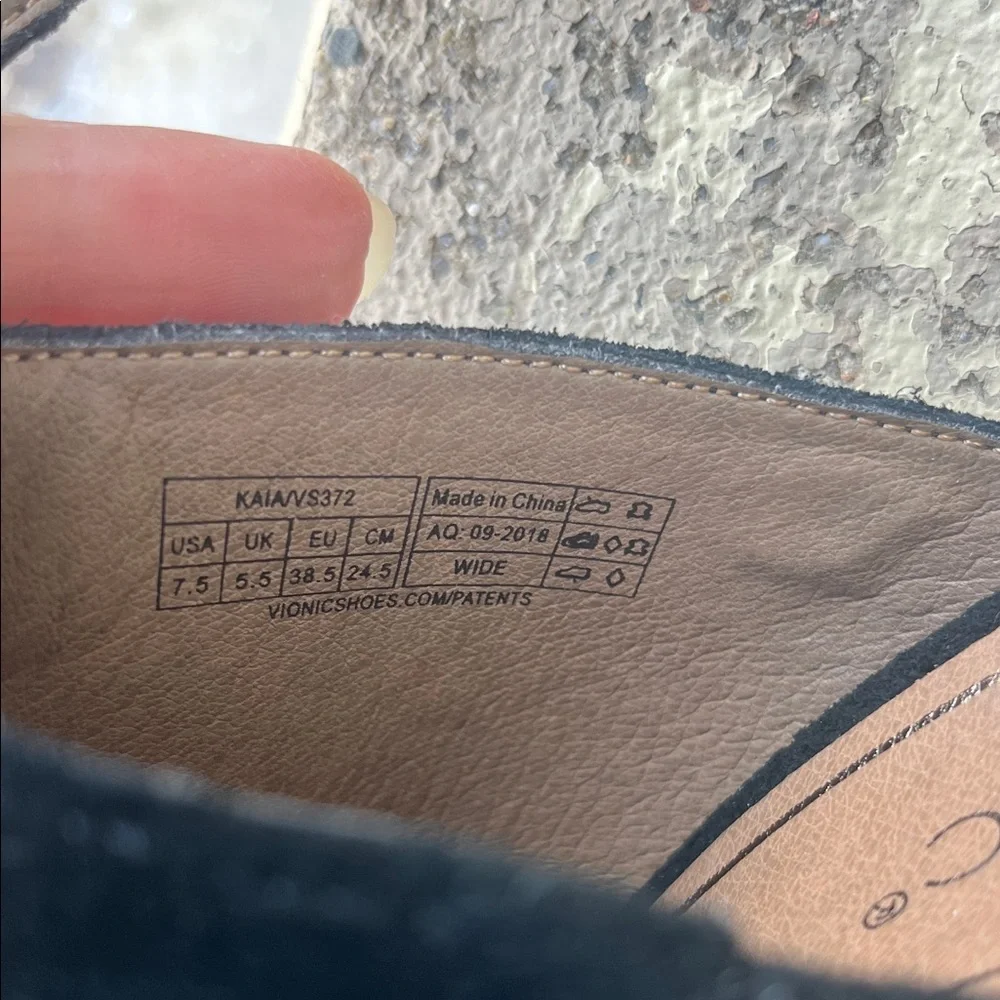 KAIA/VS372
USA UK EU CM
7.5 5.5 38.5 24.5
Made in China
AQ: 09-2018
WIDE
VIONICSHOES.COM/PATENTS
C
®